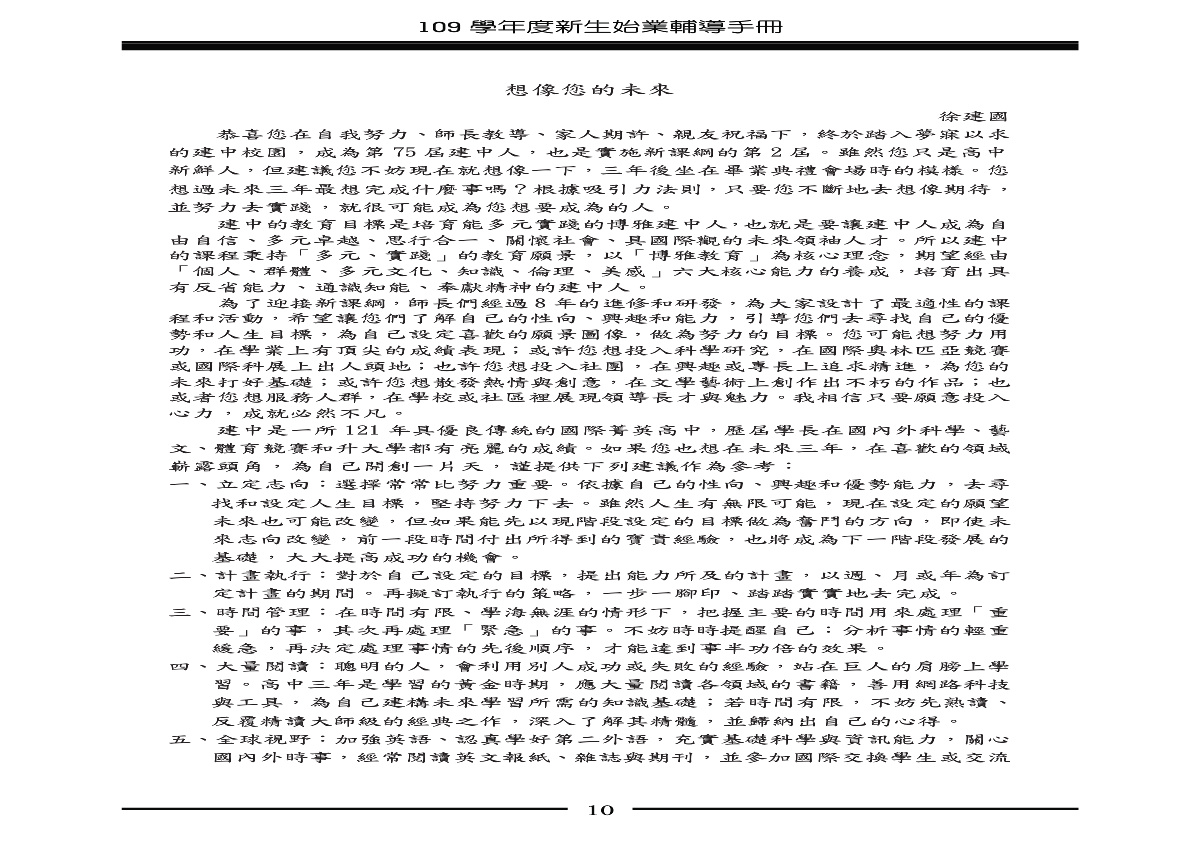 109 學年度新生始業輔導手冊
想像您的未來
徐建國
恭喜您在自我努力、師長教導、家人期許、親友祝福下，終於踏入夢寐以求
的建中校園，成為第 75 屆建中人，也是實施新課綱的第 2 屆。雖然您只是高中
新鮮人，但建議您不妨現在就想像一下，三年後坐在畢業典禮會場時的模樣。您
想過未來三年最想完成什麼事嗎？根據吸引力法則，只要您不斷地去想像期待，
並努力去實踐，就很可能成為您想要成為的人。
建中的教育目標是培育能多元實踐的博雅建中人，也就是要讓建中人成為自
由自信、多元卓越、思行合一、關懷社會、具國際觀的未來領袖人才。所以建中
的課程秉持「多元、實踐」的教育願景，以「博雅教育」為核心理念，期望經由
「個人、群體、多元文化、知識、倫理、美感」六大核心能力的養成，培育出具
有反省能力、通識知能、奉獻精神的建中人。
為了迎接新課綱，師長們經過 8 年的進修和研發，為大家設計了最適性的課
程和活動，希望讓您們了解自己的性向、興趣和能力，引導您們去尋找自己的優
勢和人生目標，為自己設定喜歡的願景圖像，做為努力的目標。您可能想努力用
功，在學業上有頂尖的成績表現；或許您想投入科學研究，在國際奧林匹亞競賽
或國際科展上出人頭地；也許您想投入社團，在興趣或專長上追求精進，為您的
未來打好基礎；或許您想散發熱情與創意，在文學藝術上創作出不朽的作品；也
或者您想服務人群，在學校或社區裡展現領導長才與魅力。我相信只要願意投入
心力，成就必然不凡。
建中是一所 121 年具優良傳統的國際菁英高中，歷屆學長在國內外科學、藝
文、體育競賽和升大學都有亮麗的成績。如果您也想在未來三年，在喜歡的領域
嶄露頭角，為自己開創一片天，謹提供下列建議作為參考：
一、立定志向：選擇常常比努力重要。依據自己的性向、興趣和優勢能力，去尋
找和設定人生目標，堅持努力下去。雖然人生有無限可能，現在設定的願望
未來也可能改變，但如果能先以現階段設定的目標做為奮鬥的方向，即使未
來志向改變，前一段時間付出所得到的寶貴經驗，也將成為下一階段發展的
基礎，大大提高成功的機會。
二、計畫執行：對於自己設定的目標，提出能力所及的計畫，以週、月或年為訂
定計畫的期間。再擬訂執行的策略，一步一腳印、踏踏實實地去完成。
三、時間管理：在時間有限、學海無涯的情形下，把握主要的時間用來處理「重
要」的事，其次再處理「緊急」的事。不妨時時提醒自己：分析事情的輕重
緩急，再決定處理事情的先後順序，才能達到事半功倍的效果。
四、大量閱讀：聰明的人，會利用別人成功或失敗的經驗，站在巨人的肩膀上學
習。高中三年是學習的黃金時期，應大量閱讀各領域的書籍，善用網路科技
與工具，為自己建構未來學習所需的知識基礎；若時間有限，不妨先熟讀、
反覆精讀大師級的經典之作，深入了解其精髓，並歸納出自己的心得。
五、全球視野：加強英語、認真學好第二外語，充實基礎科學與資訊能力，關心
國內外時事，經常閱讀英文報紙、雜誌與期刊，並參加國際交換學生或交流
10